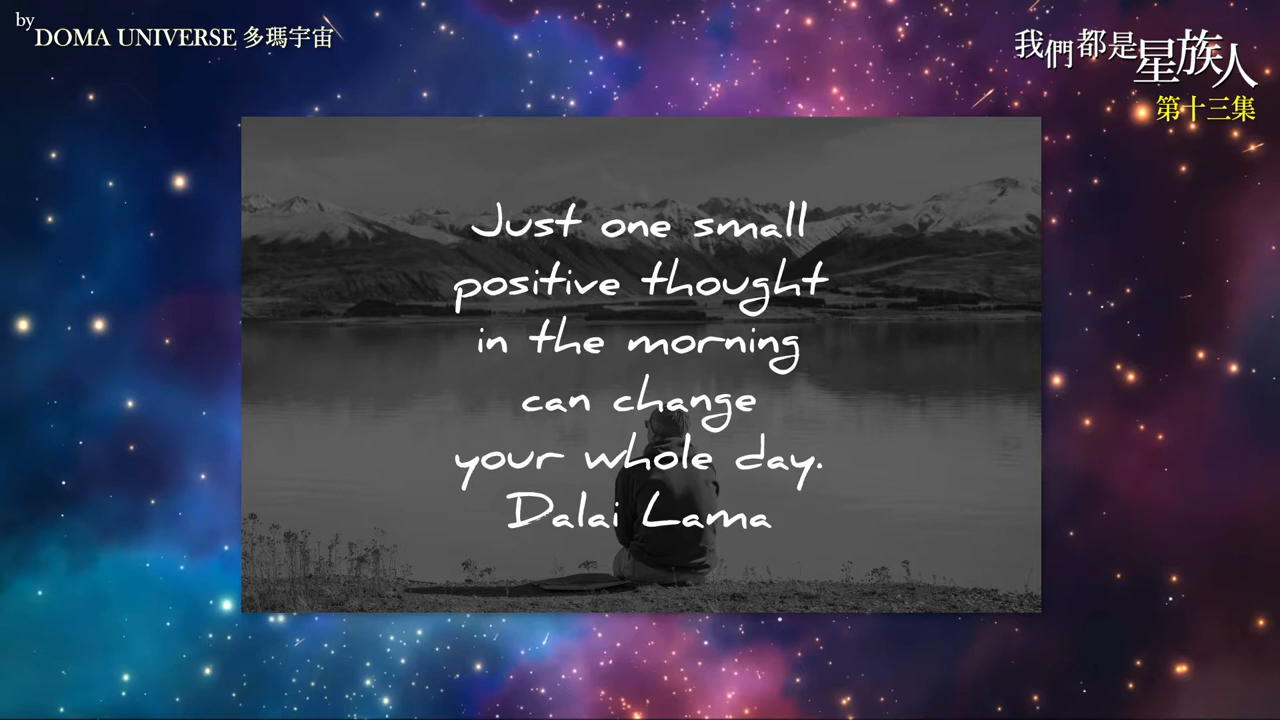 by
DOMA UNIVERSE 多瑪宇宙
我們都是星族人
第十三集
Just one small
positive thought
in the morning
can change
your whole day.
Dalai Lama